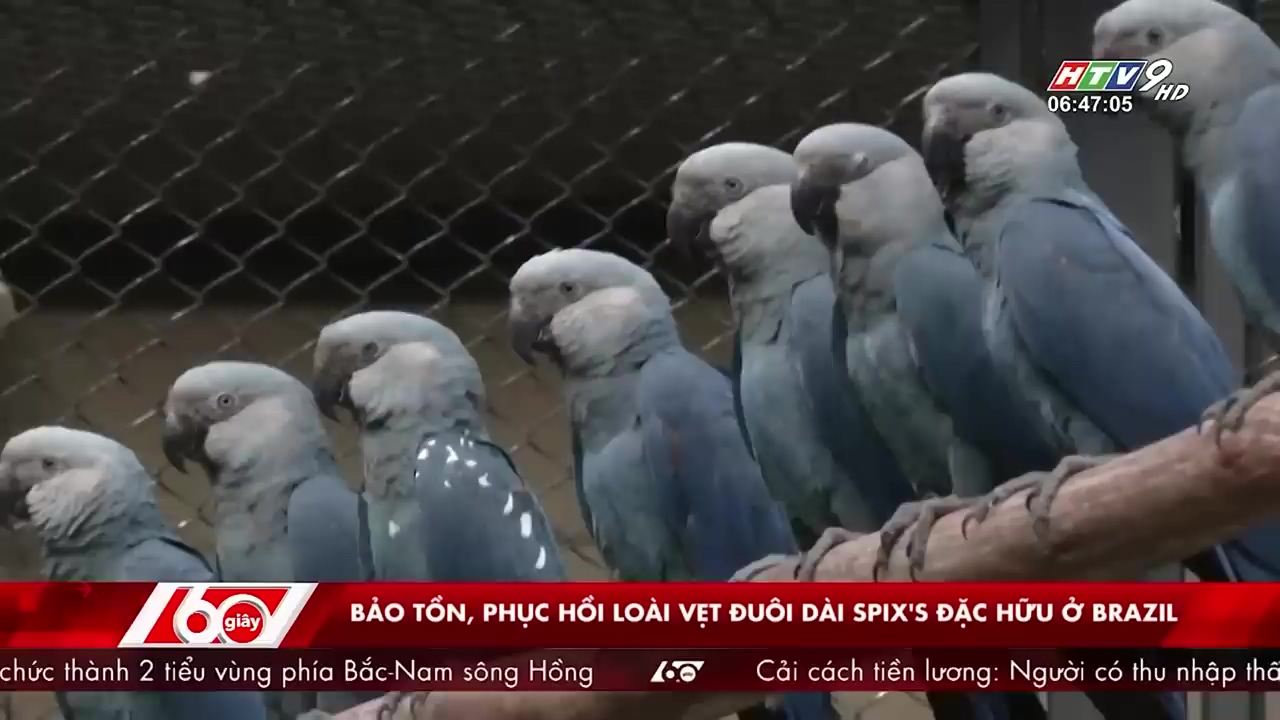 HTV9 HD
06:47:05
60 giây
BẢO TỒN, PHỤC HỒI LOÀI VẸT ĐUÔI DÀI SPIX'S ĐẶC HỮU Ở BRAZIL
chức thành 2 tiểu vùng phía Bắc-Nam sông Hồng 60 Cải cách tiền lương: Người có thu nhập